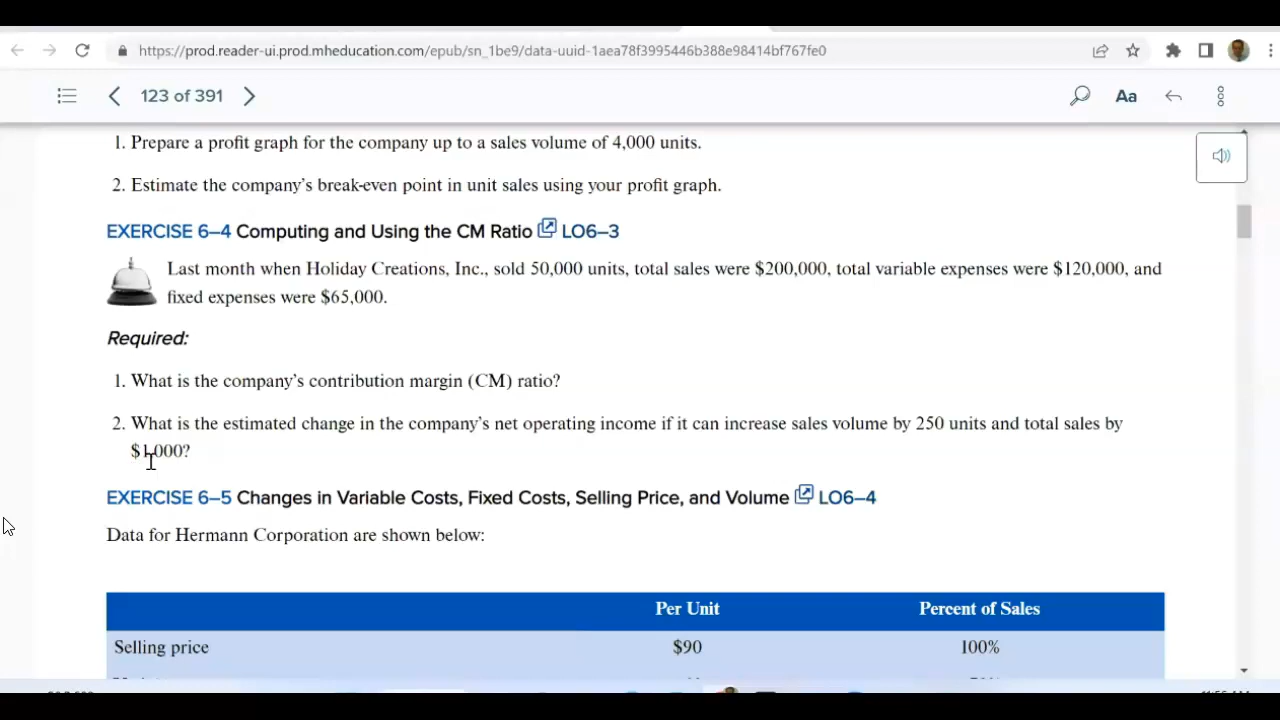 https://prod.reader-ui.prod.mheducation.com/epub/sn_1be9/data-uuid-1aea78f3995446b388e98414bf767fe0
123 of 391
Aa
1. Prepare a profit graph for the company up to a sales volume of 4,000 units.
2. Estimate the company’s break-even point in unit sales using your profit graph.
EXERCISE 6–4 Computing and Using the CM Ratio LO6–3
Last month when Holiday Creations, Inc., sold 50,000 units, total sales were $200,000, total variable expenses were $120,000, and
fixed expenses were $65,000.
Required:
1. What is the company’s contribution margin (CM) ratio?
2. What is the estimated change in the company’s net operating income if it can increase sales volume by 250 units and total sales by
$1,000?
EXERCISE 6–5 Changes in Variable Costs, Fixed Costs, Selling Price, and Volume LO6–4
Data for Hermann Corporation are shown below:
Per Unit Percent of Sales
Selling price $90 100%